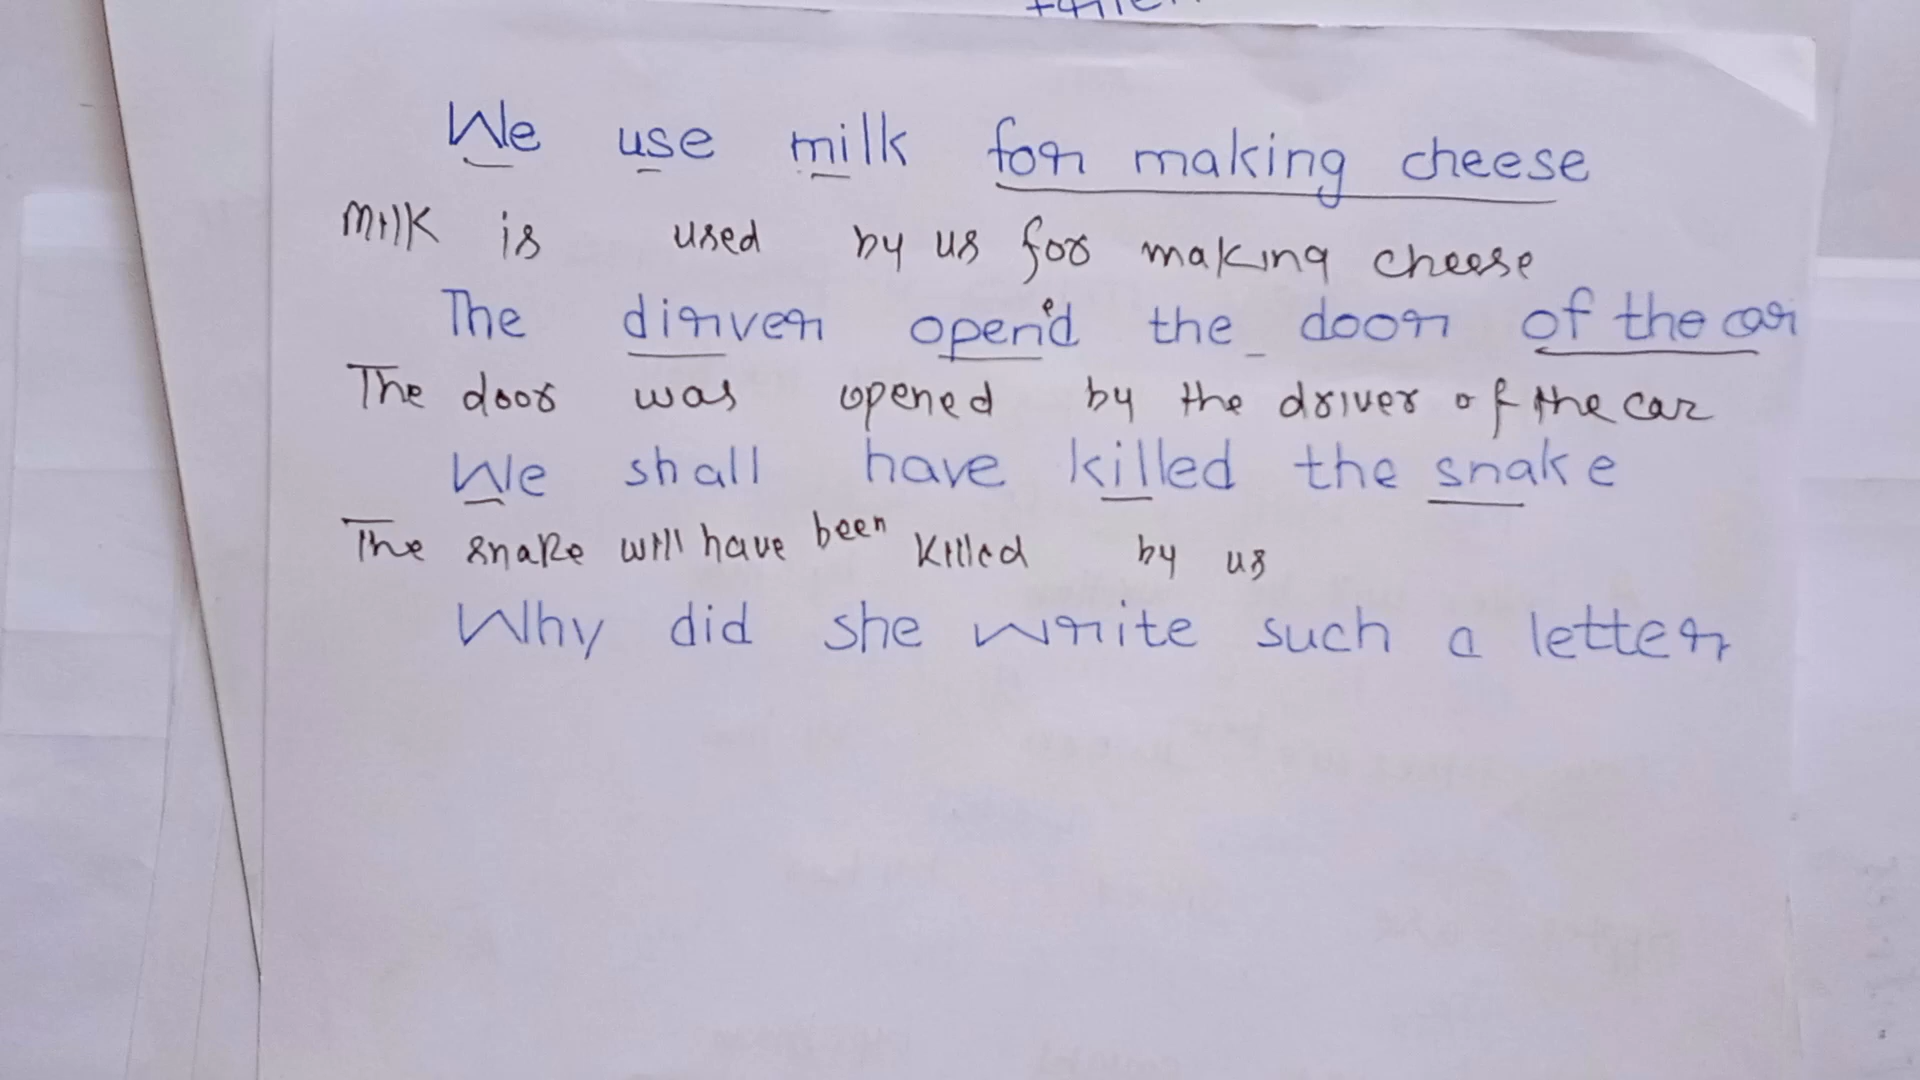 We use milk for making cheese
Milk is used by us for making cheese
The driver opened the door of the car
The door was opened by the driver of the car
We shall have killed the snake
The snake will have been killed by us
Why did she write such a letter